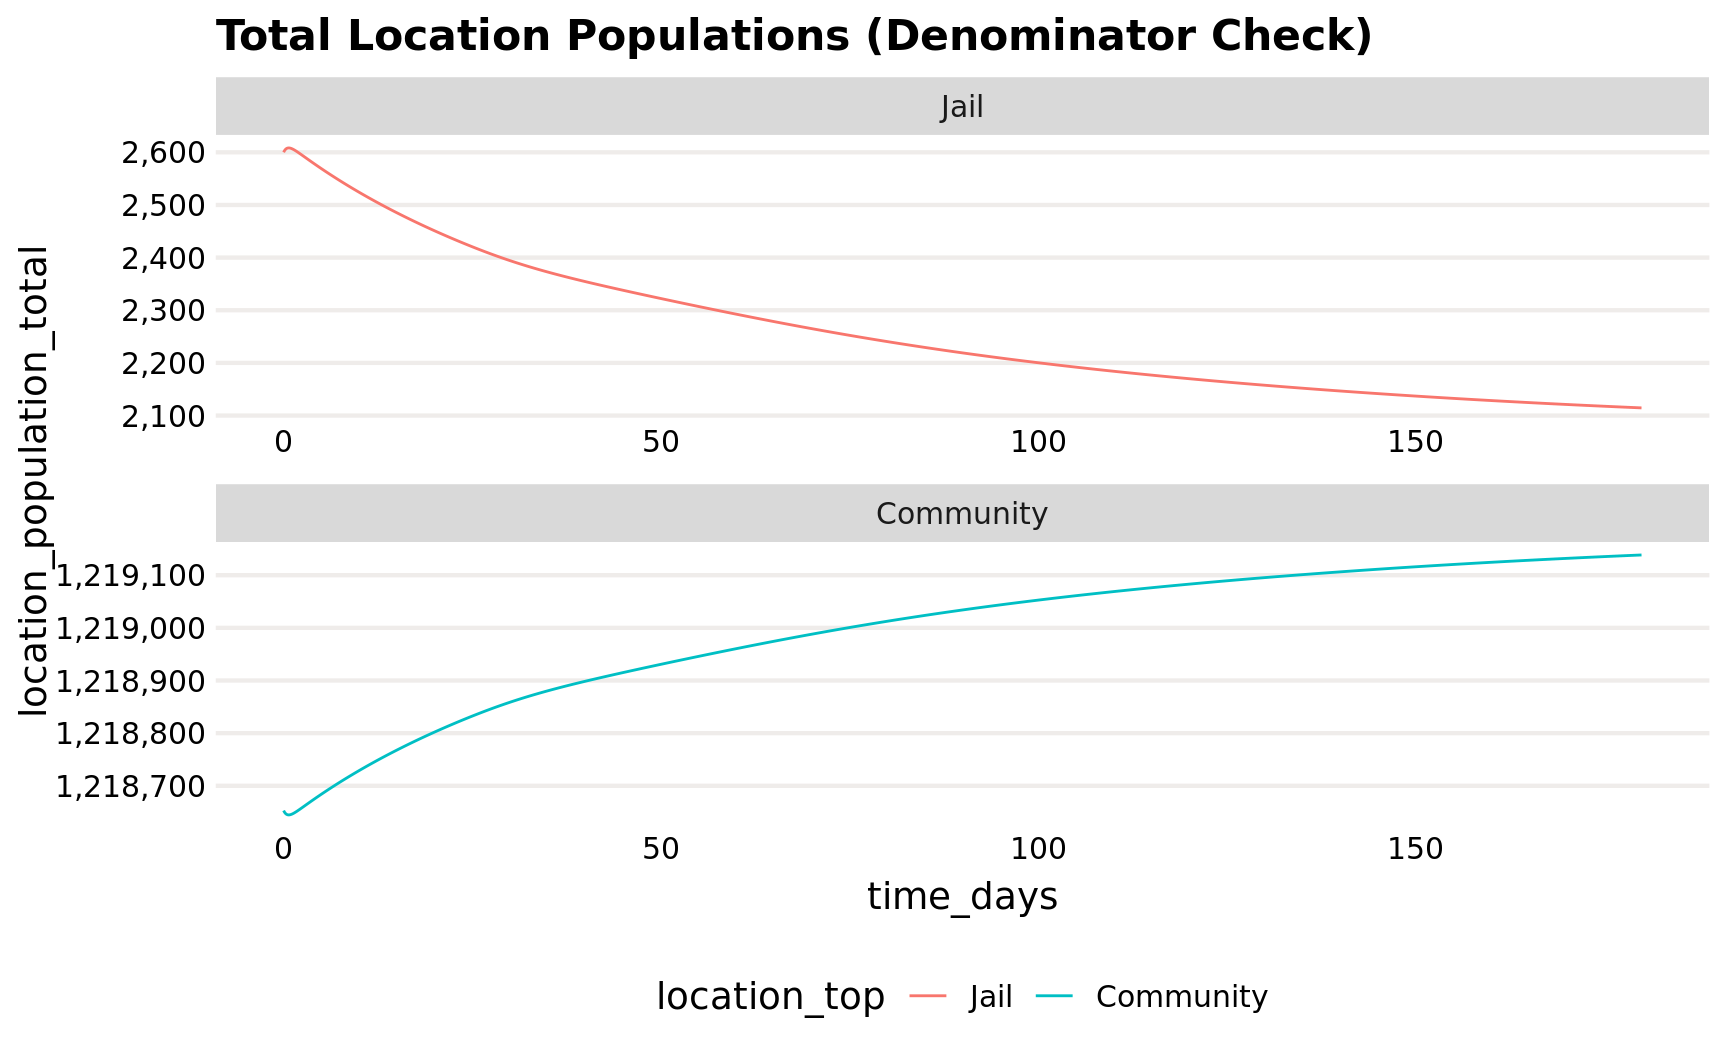 Total Location Populations (Denominator Check)
Jail
2,600
2,500
2,400
2,300
2,200
2,100
0 50 100 150
location_population_total
Community
1,219,100
1,219,000
1,218,900
1,218,800
1,218,700
0 50 100 150
time_days
location_top Jail Community